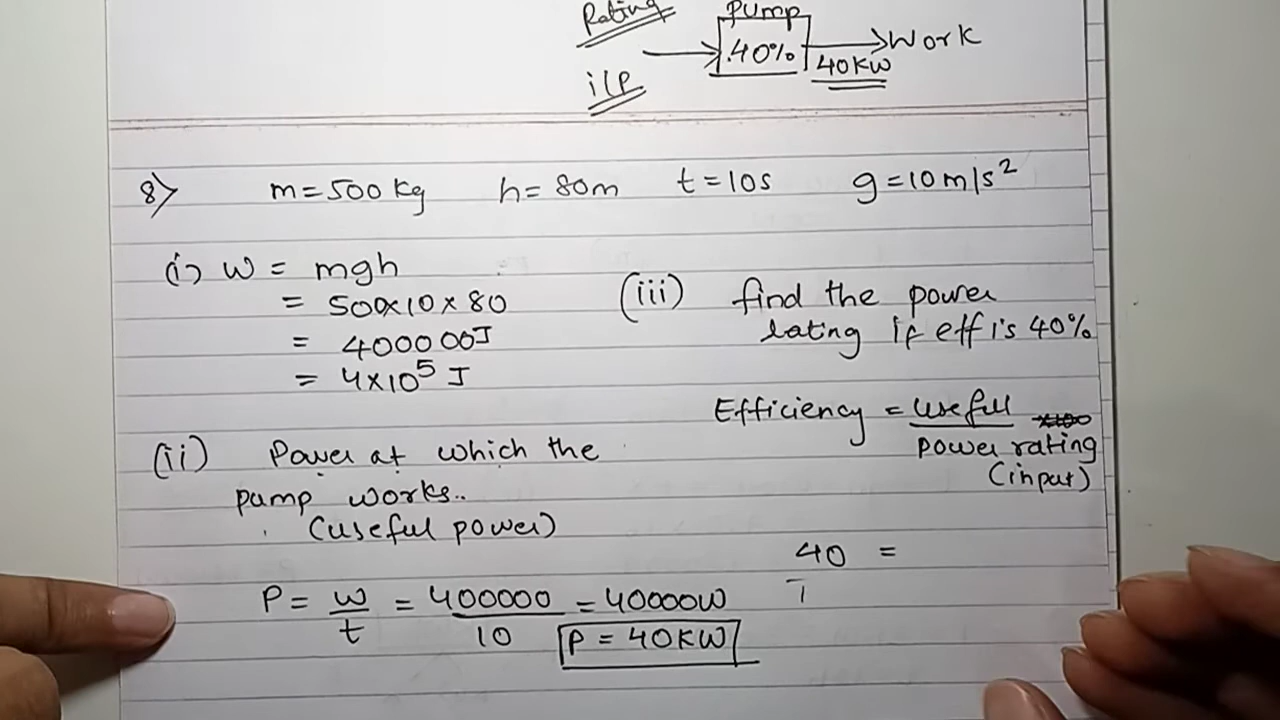 Rating
Pump
40%
40KW
Work
i/P
8> m = 500 kg h = 80m t = 10s g = 10 m/s²
(i) W = mgh
= 500 x 10 x 80
= 400000J
= 4x10⁵ J
(ii) Power at which the
pump works..
(useful power)
P = W/t = 400000/10 = 40000W
P = 40KW
(iii) find the power
rating if eff is 40%
Efficiency = useful
power rating
(input)
40 =